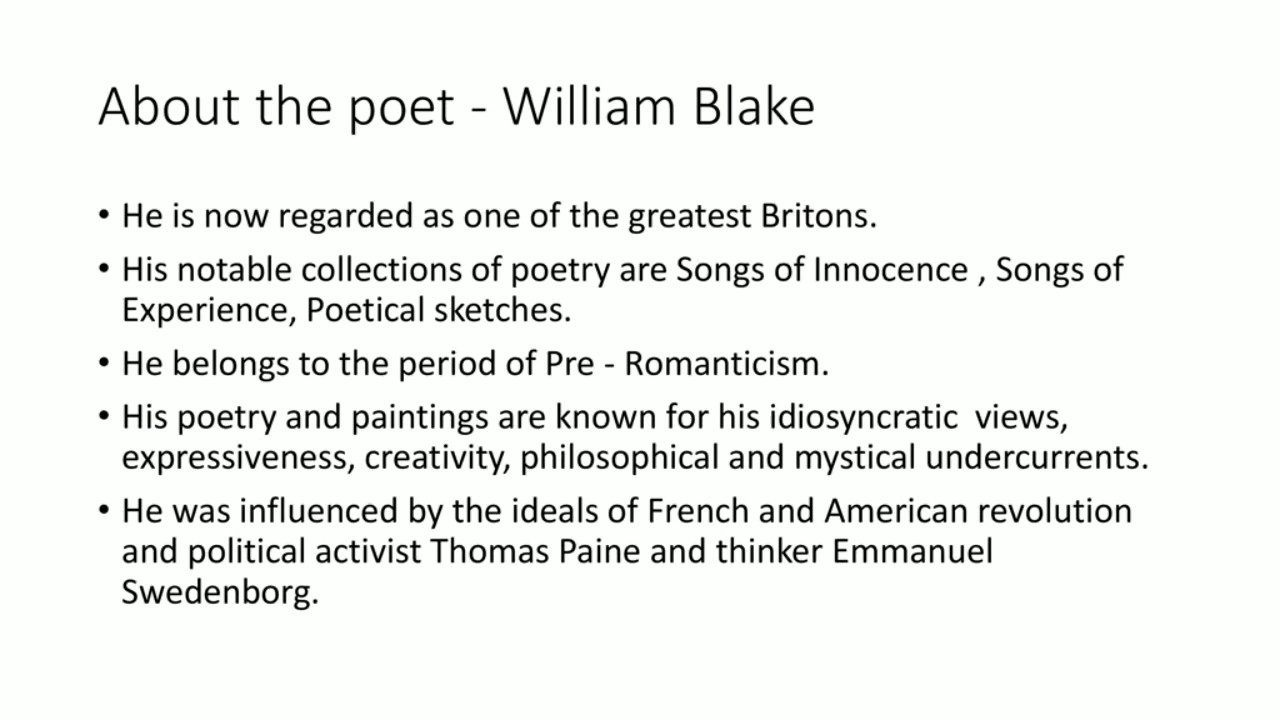 About the poet - William Blake
• He is now regarded as one of the greatest Britons.
• His notable collections of poetry are Songs of Innocence , Songs of
Experience, Poetical sketches.
• He belongs to the period of Pre - Romanticism.
• His poetry and paintings are known for his idiosyncratic  views,
expressiveness, creativity, philosophical and mystical undercurrents.
• He was influenced by the ideals of French and American revolution
and political activist Thomas Paine and thinker Emmanuel
Swedenborg.